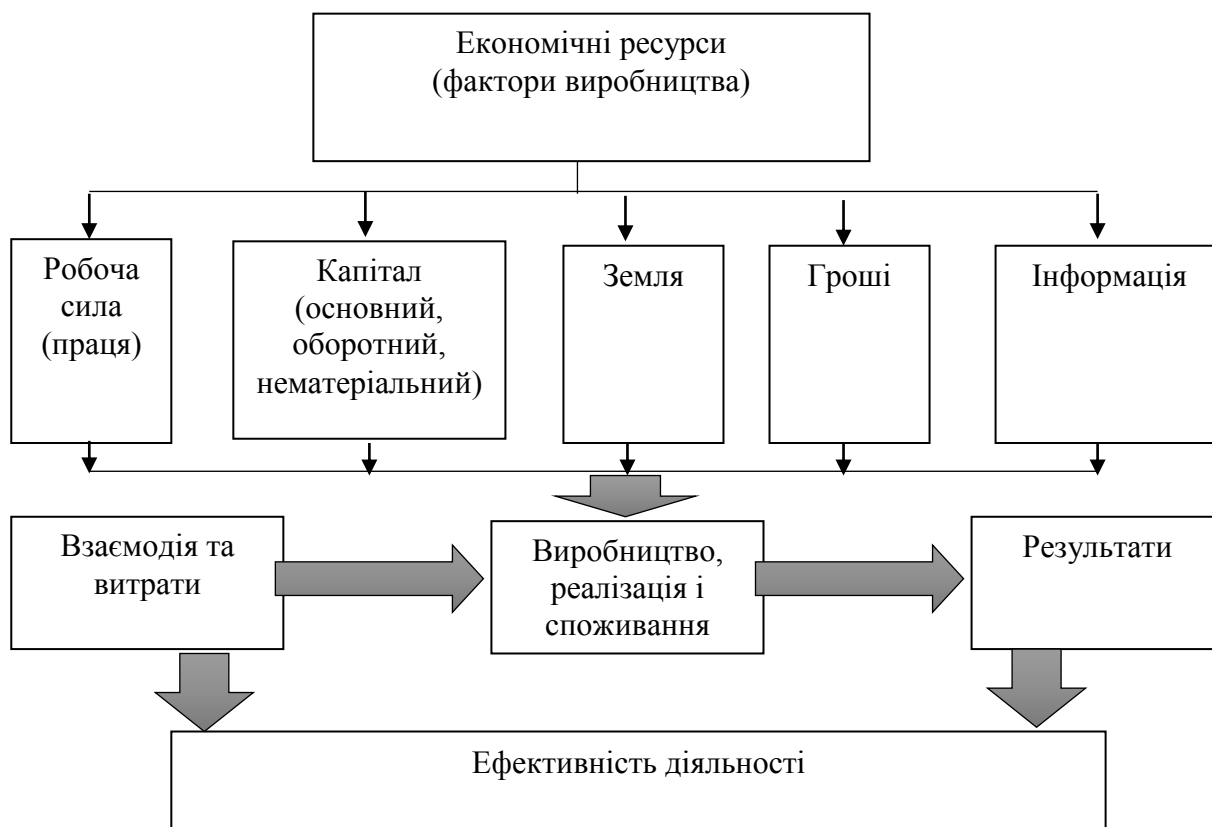 Економічні ресурси
(фактори виробництва)
Робоча
сила
(праця)
Капітал
(основний,
оборотний,
нематеріальний)
Земля
Гроші
Інформація
Взаємодія та
витрати
Виробництво,
реалізація і
споживання
Результати
Ефективність діяльності